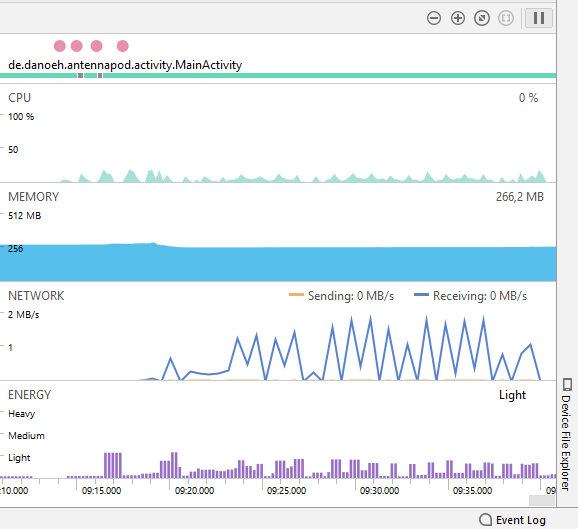 de.danoeh.antennapod.activity.MainActivity
CPU 0 %
100 %
50
MEMORY 266,2 MB
512 MB
256
NETWORK Sending: 0 MB/s Receiving: 0 MB/s
2 MB/s
1
ENERGY Light
Heavy
Medium
Light
:10.000 09:15.000 09:20.000 09:25.000 09:30.000 09:35.000 09:
Device File Explorer
Event Log